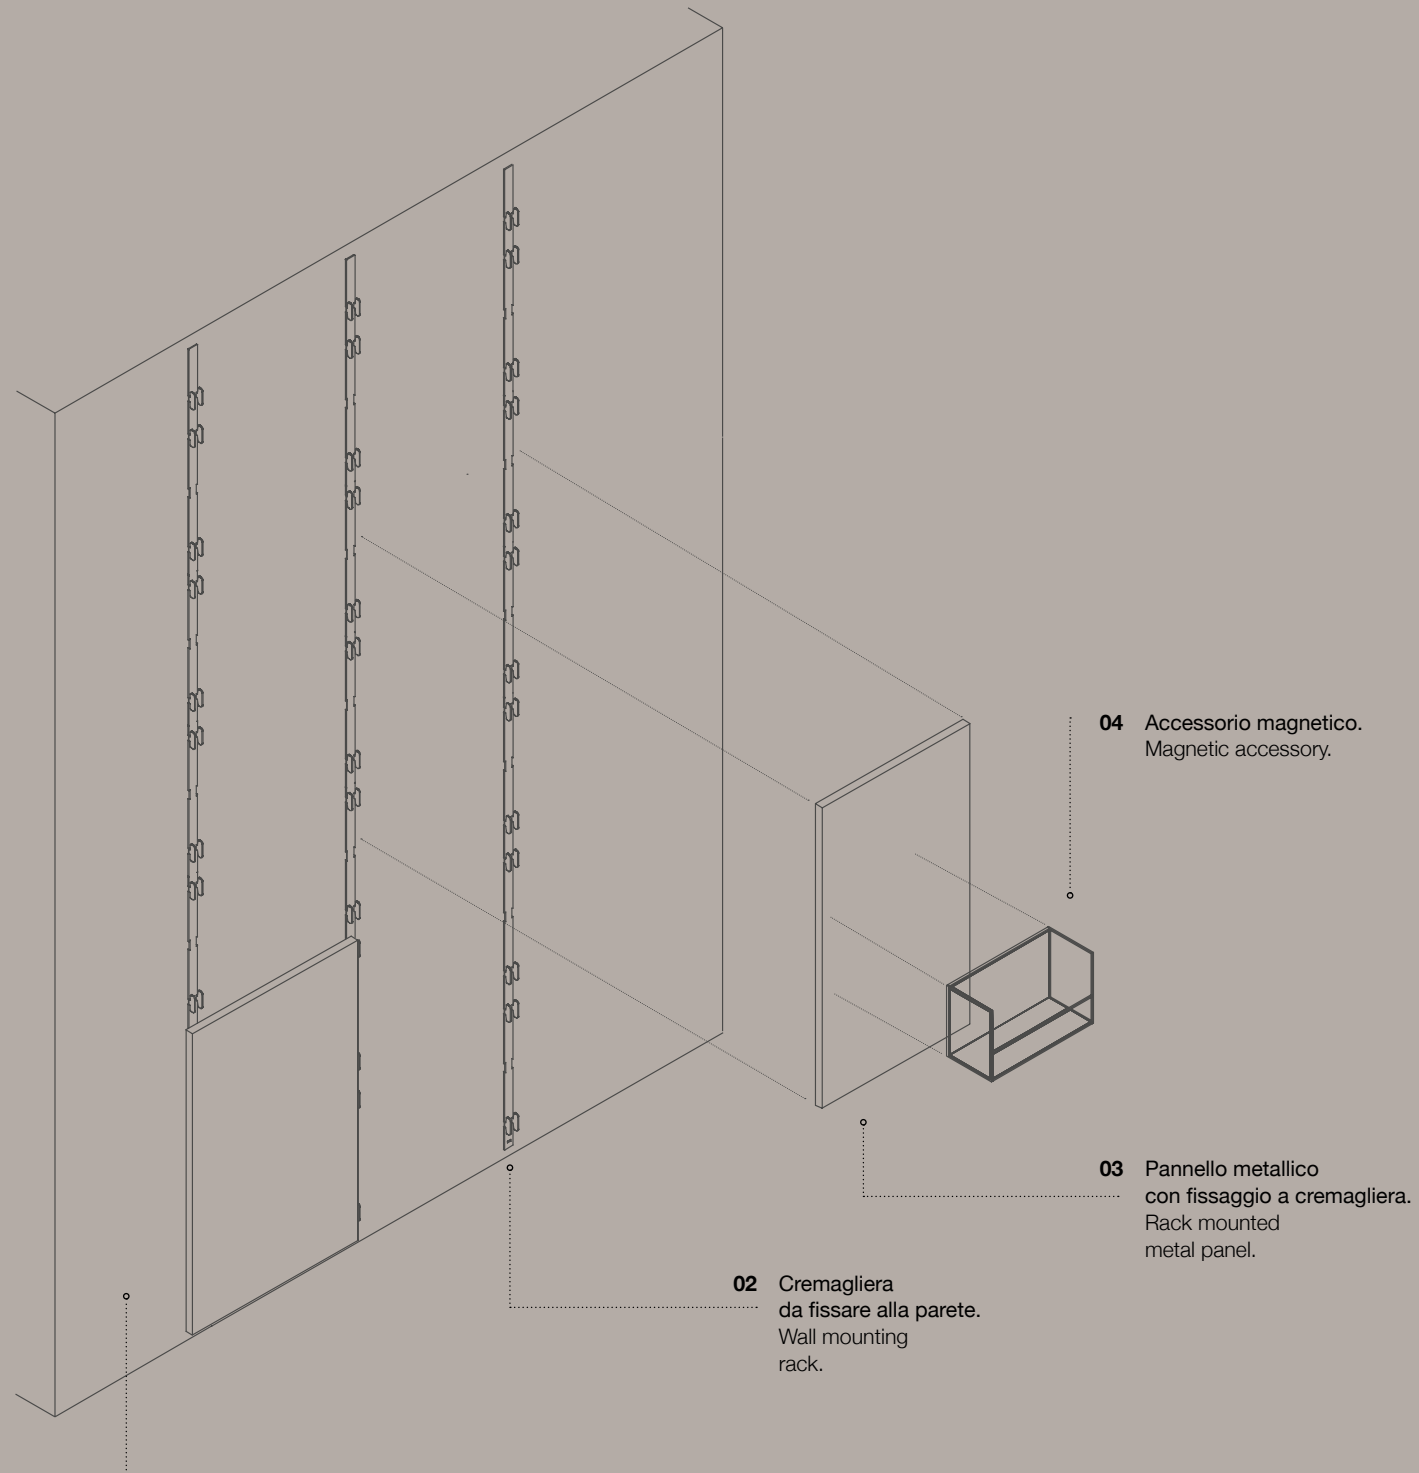 04 Accessorio magnetico.
Magnetic accessory.
03 Pannello metallico
con fissaggio a cremagliera.
Rack mounted
metal panel.
02 Cremagliera
da fissare alla parete.
Wall mounting
rack.